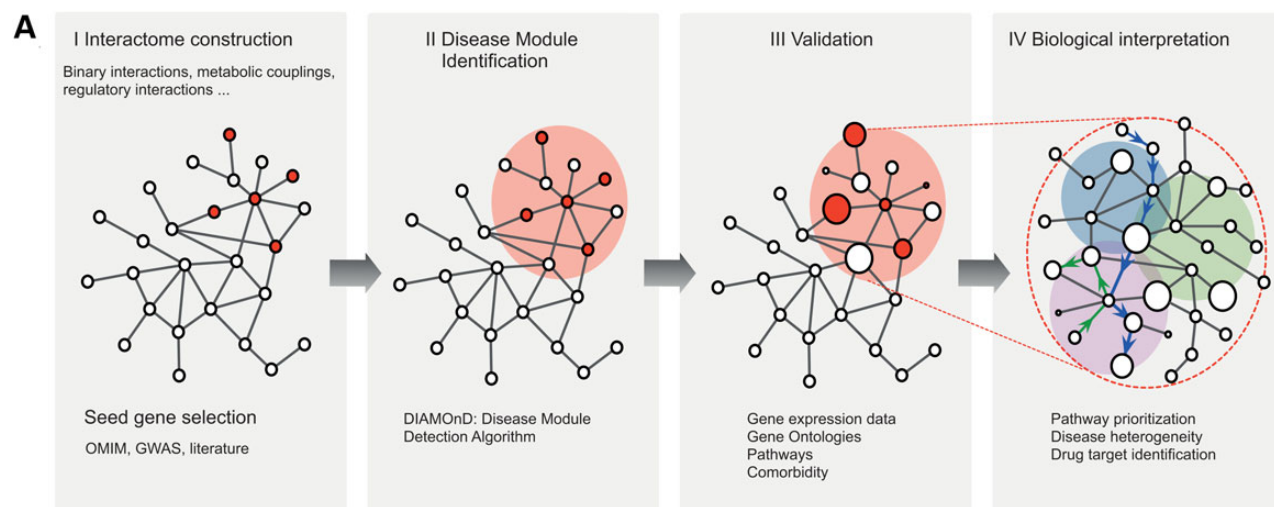 A
I Interactome construction
Binary interactions, metabolic couplings,
regulatory interactions ...
Seed gene selection
OMIM, GWAS, literature
II Disease Module
Identification
DIAMOnD: Disease Module
Detection Algorithm
III Validation
Gene expression data
Gene Ontologies
Pathways
Comorbidity
IV Biological interpretation
Pathway prioritization
Disease heterogeneity
Drug target identification